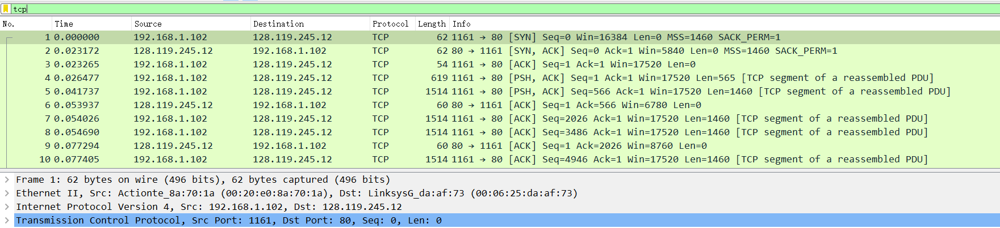 tcp
No. Time Source Destination Protocol Length Info
1 0.000000 192.168.1.102 128.119.245.12 TCP 62 1161 → 80 [SYN] Seq=0 Win=16384 Len=0 MSS=1460 SACK_PERM=1
2 0.023172 128.119.245.12 192.168.1.102 TCP 62 80 → 1161 [SYN, ACK] Seq=0 Ack=1 Win=5840 Len=0 MSS=1460 SACK_PERM=1
3 0.023265 192.168.1.102 128.119.245.12 TCP 54 1161 → 80 [ACK] Seq=1 Ack=1 Win=17520 Len=0
4 0.026477 192.168.1.102 128.119.245.12 TCP 619 1161 → 80 [PSH, ACK] Seq=1 Ack=1 Win=17520 Len=565 [TCP segment of a reassembled PDU]
5 0.041737 192.168.1.102 128.119.245.12 TCP 1514 1161 → 80 [PSH, ACK] Seq=566 Ack=1 Win=17520 Len=1460 [TCP segment of a reassembled PDU]
6 0.053937 128.119.245.12 192.168.1.102 TCP 60 80 → 1161 [ACK] Seq=1 Ack=566 Win=6780 Len=0
7 0.054026 192.168.1.102 128.119.245.12 TCP 1514 1161 → 80 [ACK] Seq=2026 Ack=1 Win=17520 Len=1460 [TCP segment of a reassembled PDU]
8 0.054690 192.168.1.102 128.119.245.12 TCP 1514 1161 → 80 [ACK] Seq=3486 Ack=1 Win=17520 Len=1460 [TCP segment of a reassembled PDU]
9 0.077294 128.119.245.12 192.168.1.102 TCP 60 80 → 1161 [ACK] Seq=1 Ack=2026 Win=8760 Len=0
10 0.077405 192.168.1.102 128.119.245.12 TCP 1514 1161 → 80 [ACK] Seq=4946 Ack=1 Win=17520 Len=1460 [TCP segment of a reassembled PDU]
Frame 1: 62 bytes on wire (496 bits), 62 bytes captured (496 bits)
Ethernet II, Src: Actionte_8a:70:1a (00:20:e0:8a:70:1a), Dst: LinksysG_da:af:73 (00:06:25:da:af:73)
Internet Protocol Version 4, Src: 192.168.1.102, Dst: 128.119.245.12
Transmission Control Protocol, Src Port: 1161, Dst Port: 80, Seq: 0, Len: 0